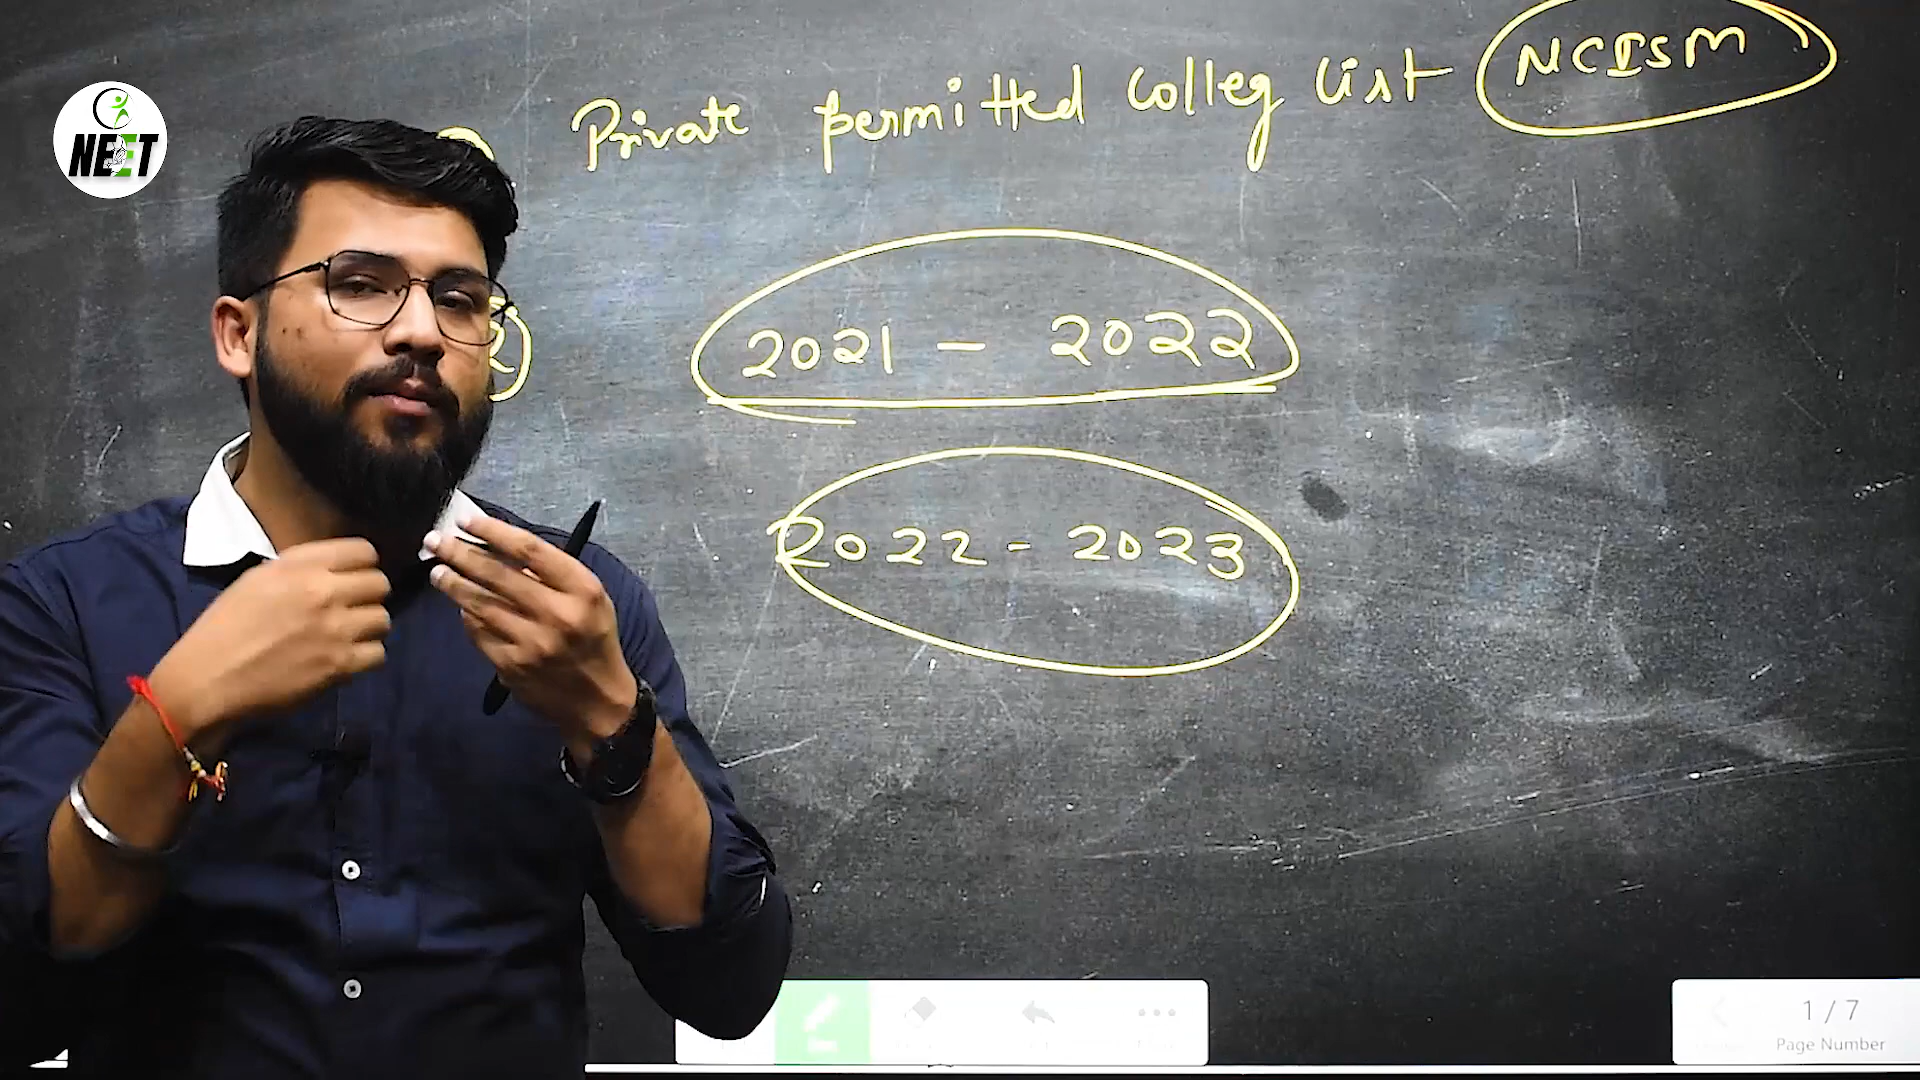 NEET
Private permitted Colleg list NCISM
2021 - 2022
2022 - 2023
1 / 7
Page Number